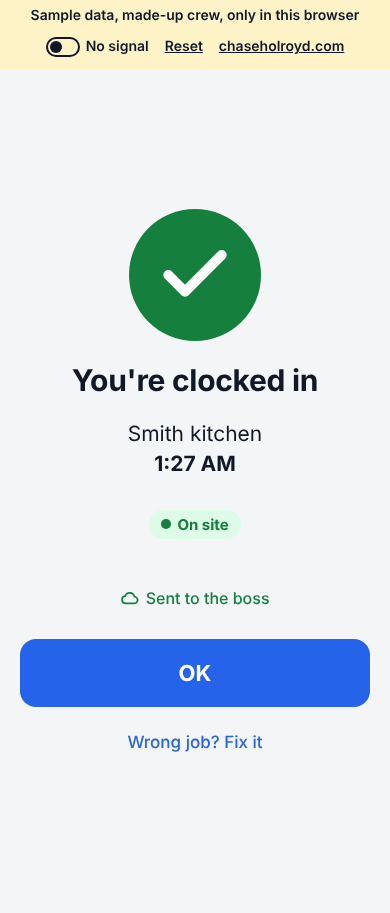 Sample data, made-up crew, only in this browser
No signal Reset chaseholroyd.com
You're clocked in
Smith kitchen
1:27 AM
On site
Sent to the boss
OK
Wrong job? Fix it